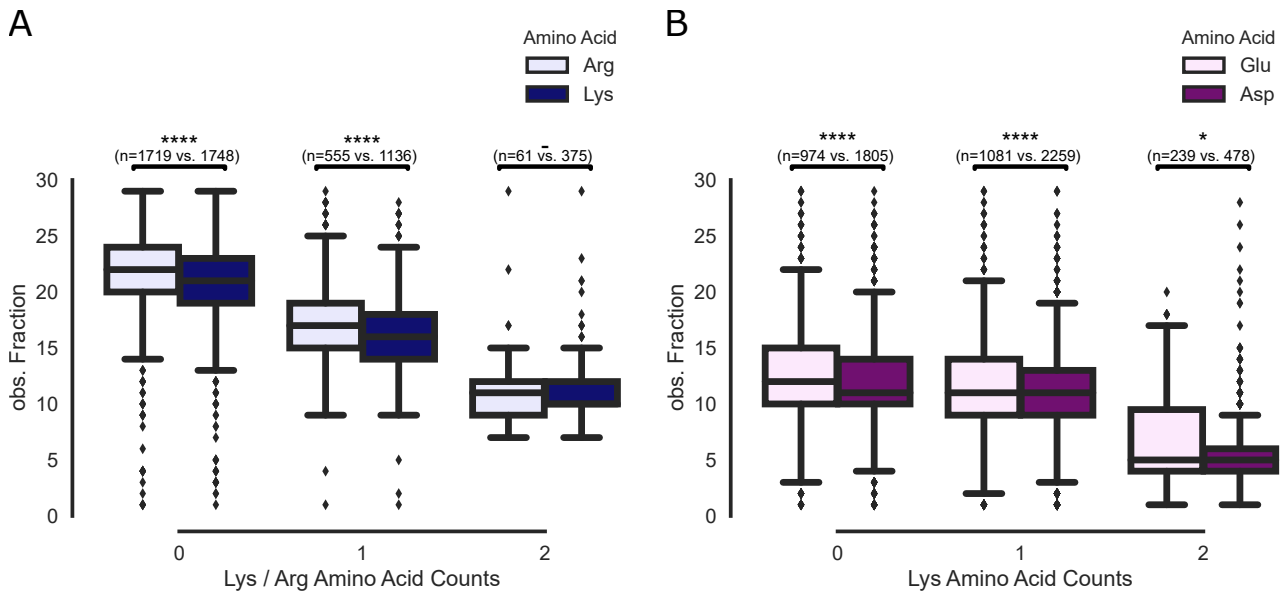 A
Amino Acid
Arg
Lys
****
(n=1719 vs. 1748)
****
(n=555 vs. 1136)
-
(n=61 vs. 375)
30
25
20
15
10
5
0
obs. Fraction
0
1
2
Lys / Arg Amino Acid Counts
B
Amino Acid
Glu
Asp
****
(n=974 vs. 1805)
****
(n=1081 vs. 2259)
*
(n=239 vs. 478)
30
25
20
15
10
5
0
obs. Fraction
0
1
2
Lys Amino Acid Counts